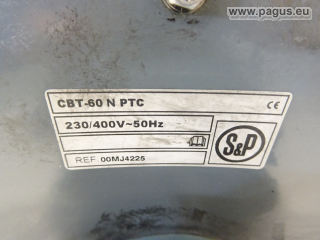 www.pagus.eu
CBT-60 N PTC
CE
230/400V~50Hz
S&P
REF. 00MJ4225